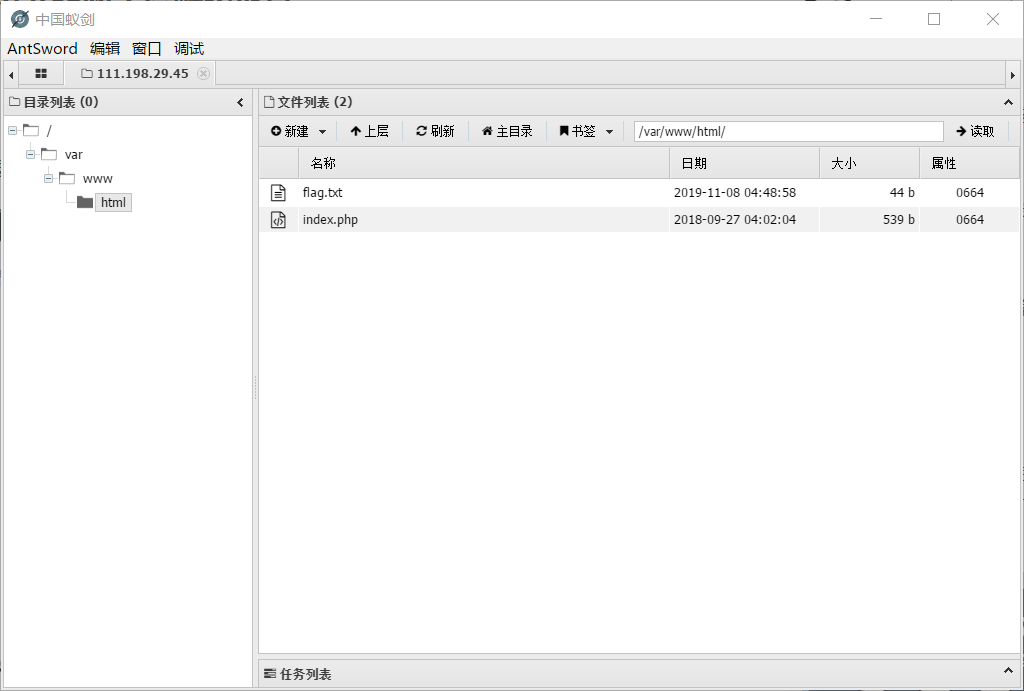 中国蚁剑
AntSword 编辑 窗口 调试
111.198.29.45
目录列表 (0)
文件列表 (2)
新建 上层 刷新 主目录 书签 /var/www/html/ 读取
/
var
www
html
名称 日期 大小 属性
flag.txt 2019-11-08 04:48:58 44 b 0664
index.php 2018-09-27 04:02:04 539 b 0664
任务列表